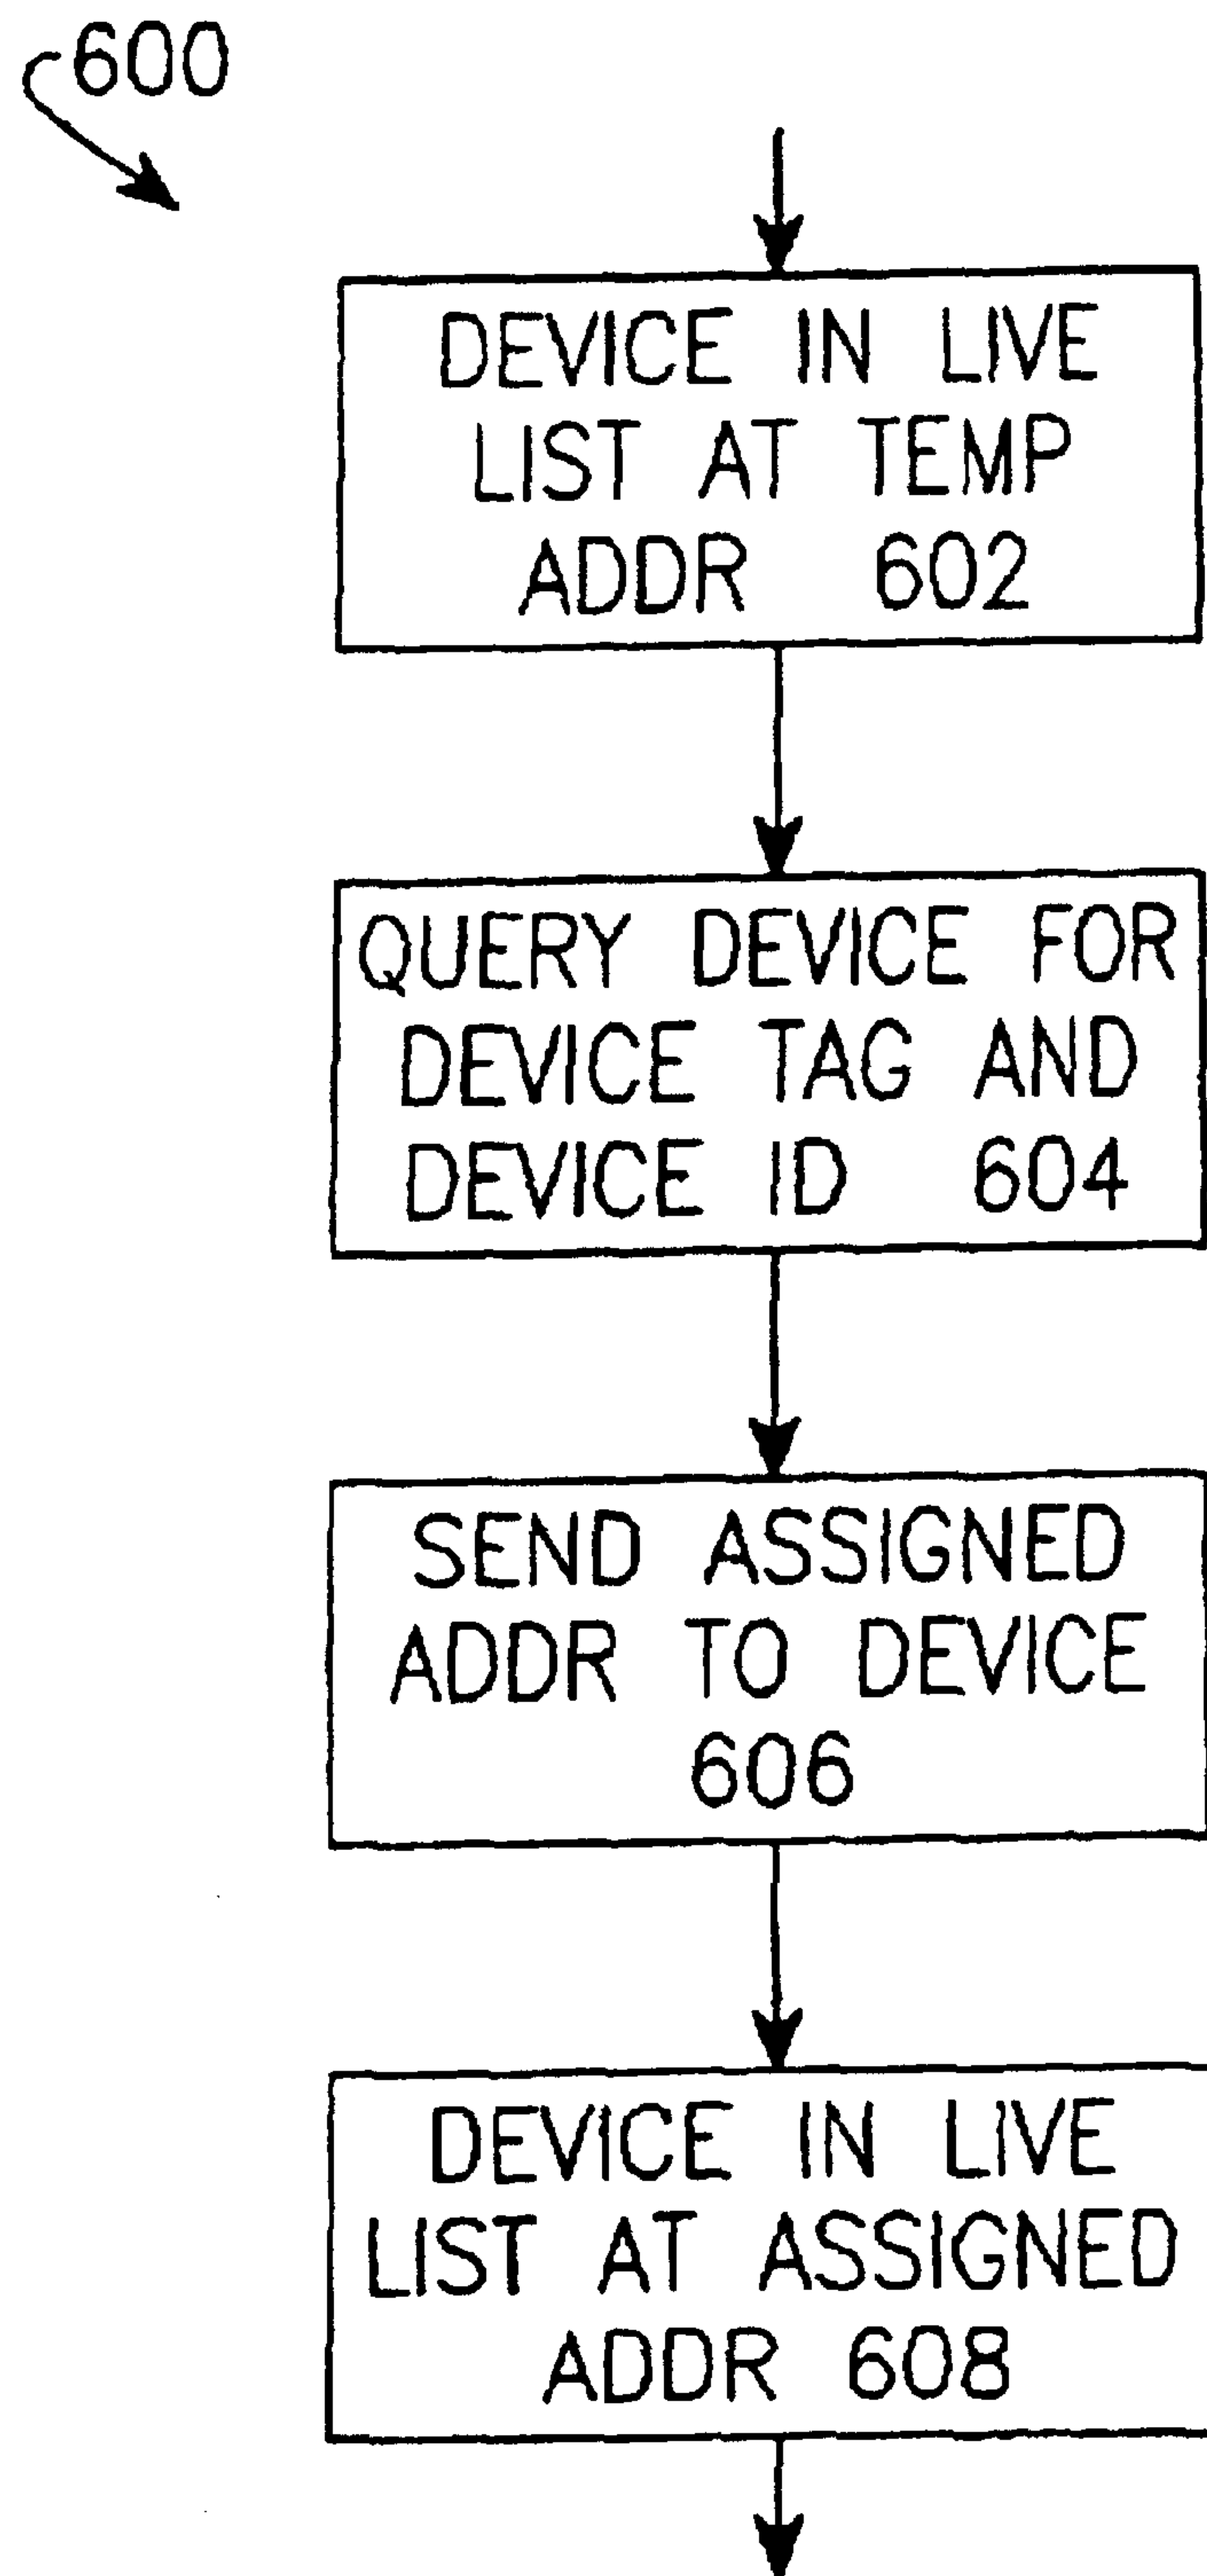 600
DEVICE IN LIVE
LIST AT TEMP
ADDR 602
QUERY DEVICE FOR
DEVICE TAG AND
DEVICE ID 604
SEND ASSIGNED
ADDR TO DEVICE
606
DEVICE IN LIVE
LIST AT ASSIGNED
ADDR 608